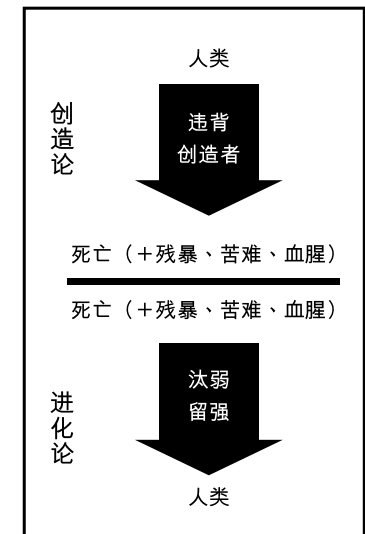 人类
创造论
违背
创造者
死亡（＋残暴、苦难、血腥）
死亡（＋残暴、苦难、血腥）
进化论
汰弱
留强
人类